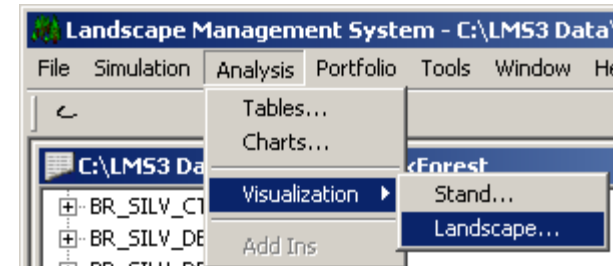 Landscape Management System - C:\LMS3 Data\
File Simulation Analysis Portfolio Tools Window
Tables...
Charts...
C:\LMS3 Da
Visualization
Stand...
Landscape...
BR_SILV_CT
BR_SILV_DE
Add Ins